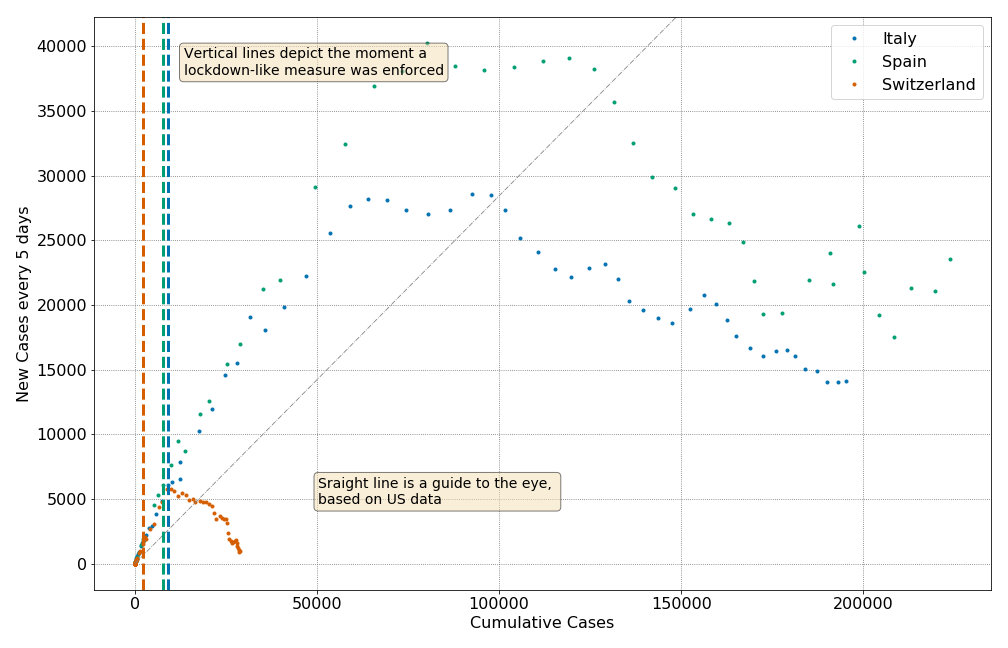 Vertical lines depict the moment a
lockdown-like measure was enforced
Italy
Spain
Switzerland
40000
35000
30000
25000
20000
15000
10000
5000
0
New Cases every 5 days
Sraight line is a guide to the eye,
based on US data
0
50000
100000
150000
200000
Cumulative Cases